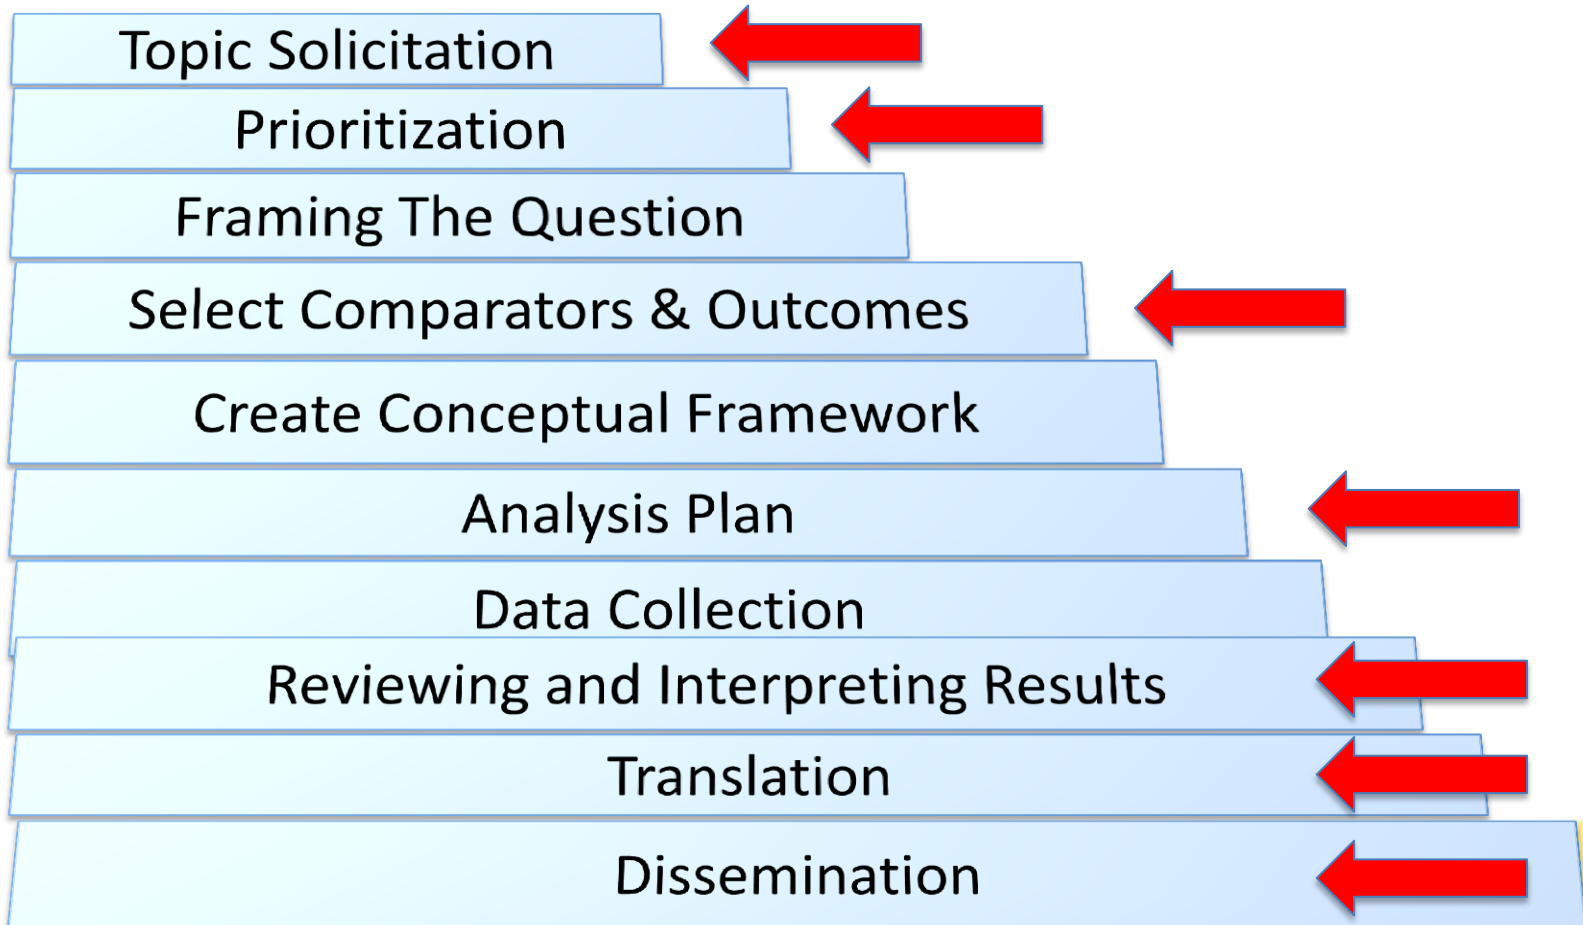 Topic Solicitation
Prioritization
Framing The Question
Select Comparators & Outcomes
Create Conceptual Framework
Analysis Plan
Data Collection
Reviewing and Interpreting Results
Translation
Dissemination